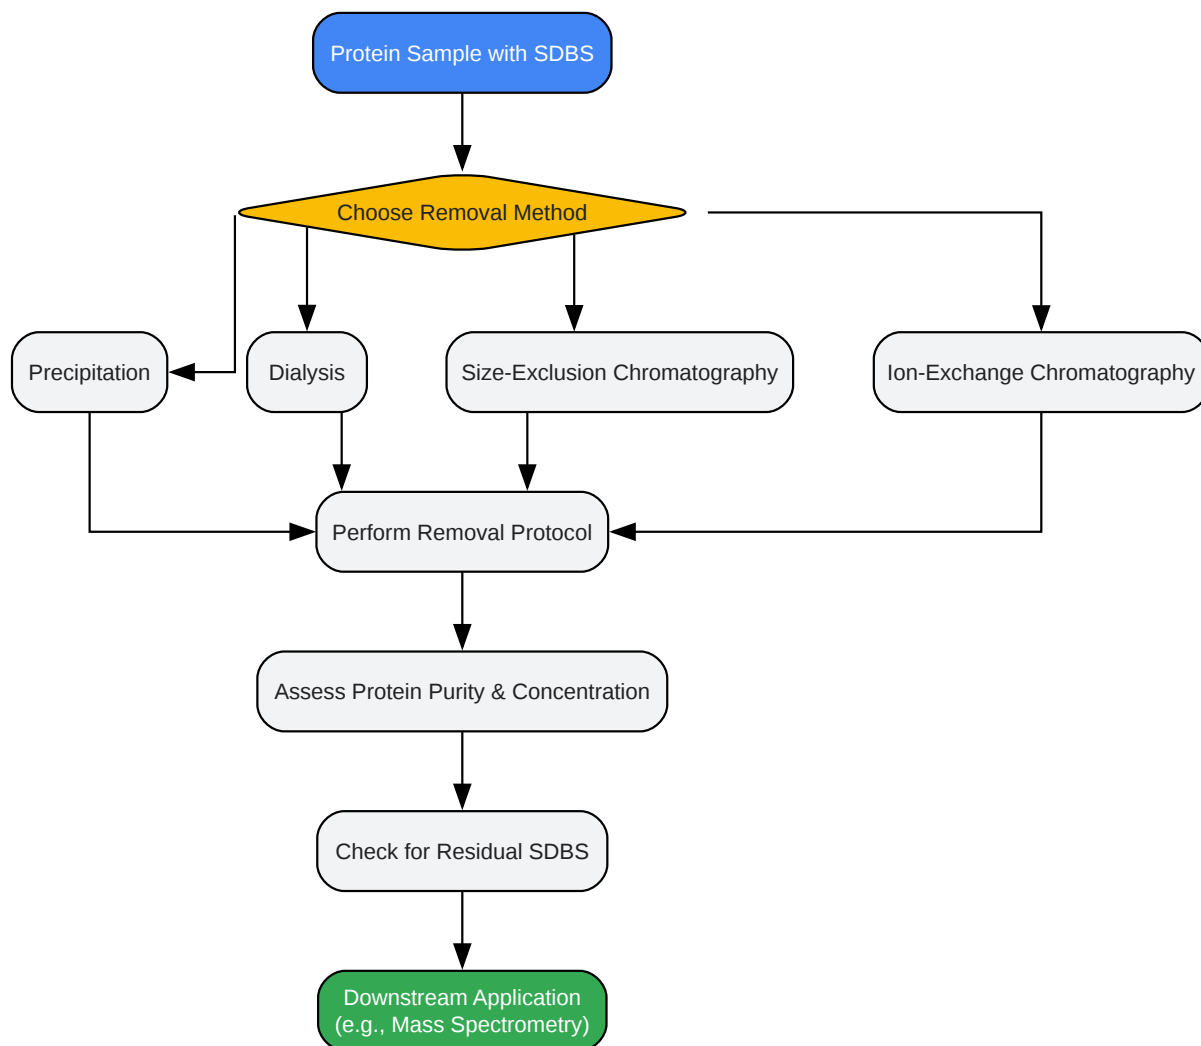 Protein Sample with SDBS
Choose Removal Method
Precipitation
Dialysis
Size-Exclusion Chromatography
Ion-Exchange Chromatography
Perform Removal Protocol
Assess Protein Purity & Concentration
Check for Residual SDBS
Downstream Application
(e.g., Mass Spectrometry)